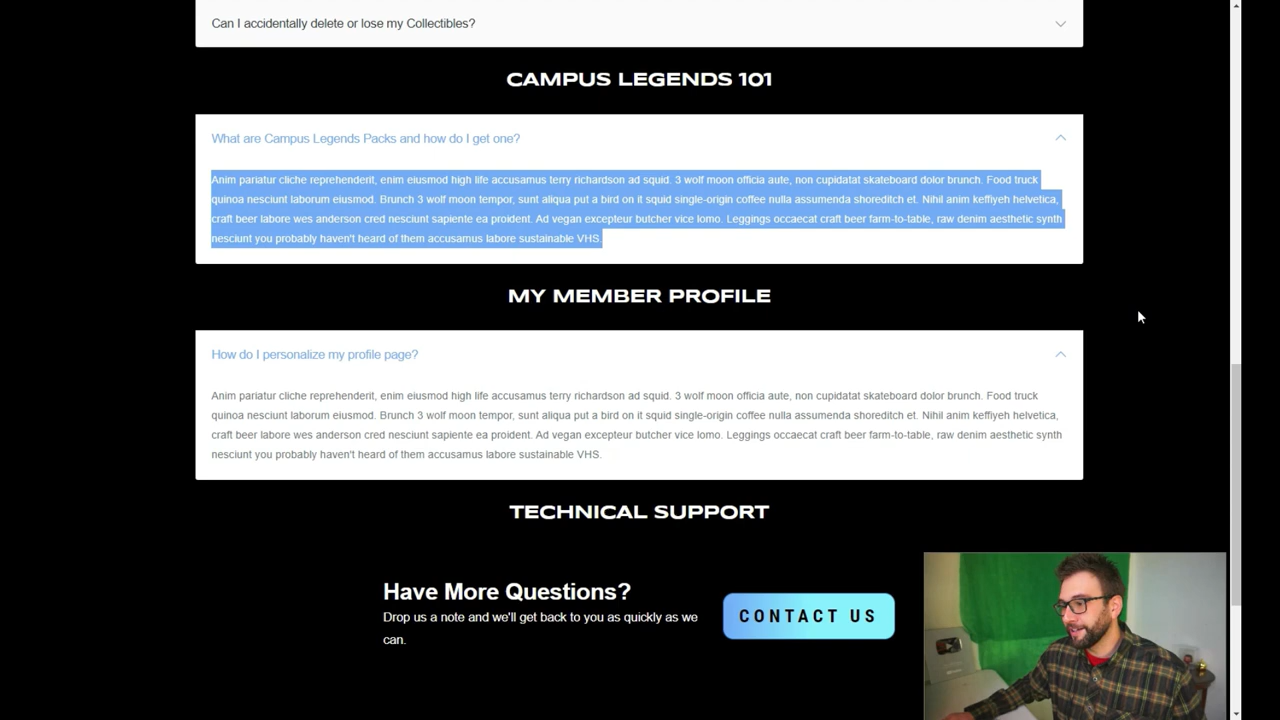 Can I accidentally delete or lose my Collectibles?
CAMPUS LEGENDS 101
What are Campus Legends Packs and how do I get one?
Anim pariatur cliche reprehenderit, enim eiusmod high life accusamus terry richardson ad squid. 3 wolf moon officia aute, non cupidatat skateboard dolor brunch. Food truck
quinoa nesciunt laborum eiusmod. Brunch 3 wolf moon tempor, sunt aliqua put a bird on it squid single-origin coffee nulla assumenda shoreditch et. Nihil anim keffiyeh helvetica,
craft beer labore wes anderson cred nesciunt sapiente ea proident. Ad vegan excepteur butcher vice lomo. Leggings occaecat craft beer farm-to-table, raw denim aesthetic synth
nesciunt you probably haven't heard of them accusamus labore sustainable VHS.
MY MEMBER PROFILE
How do I personalize my profile page?
Anim pariatur cliche reprehenderit, enim eiusmod high life accusamus terry richardson ad squid. 3 wolf moon officia aute, non cupidatat skateboard dolor brunch. Food truck
quinoa nesciunt laborum eiusmod. Brunch 3 wolf moon tempor, sunt aliqua put a bird on it squid single-origin coffee nulla assumenda shoreditch et. Nihil anim keffiyeh helvetica,
craft beer labore wes anderson cred nesciunt sapiente ea proident. Ad vegan excepteur butcher vice lomo. Leggings occaecat craft beer farm-to-table, raw denim aesthetic synth
nesciunt you probably haven't heard of them accusamus labore sustainable VHS.
TECHNICAL SUPPORT
Have More Questions?
Drop us a note and we'll get back to you as quickly as we
can.
CONTACT US